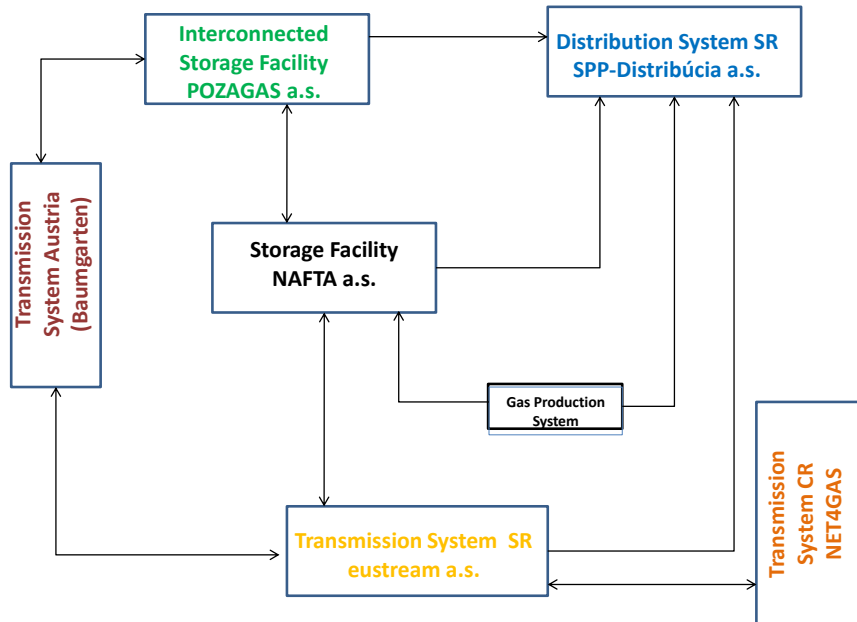 Interconnected
Storage Facility
POZAGAS a.s.
Distribution System SR
SPP-Distribúcia a.s.
Transmission
System Austria
(Baumgarten)
Storage Facility
NAFTA a.s.
Gas Production
System
Transmission System SR
eustream a.s.
Transmission
System CR
NET4GAS